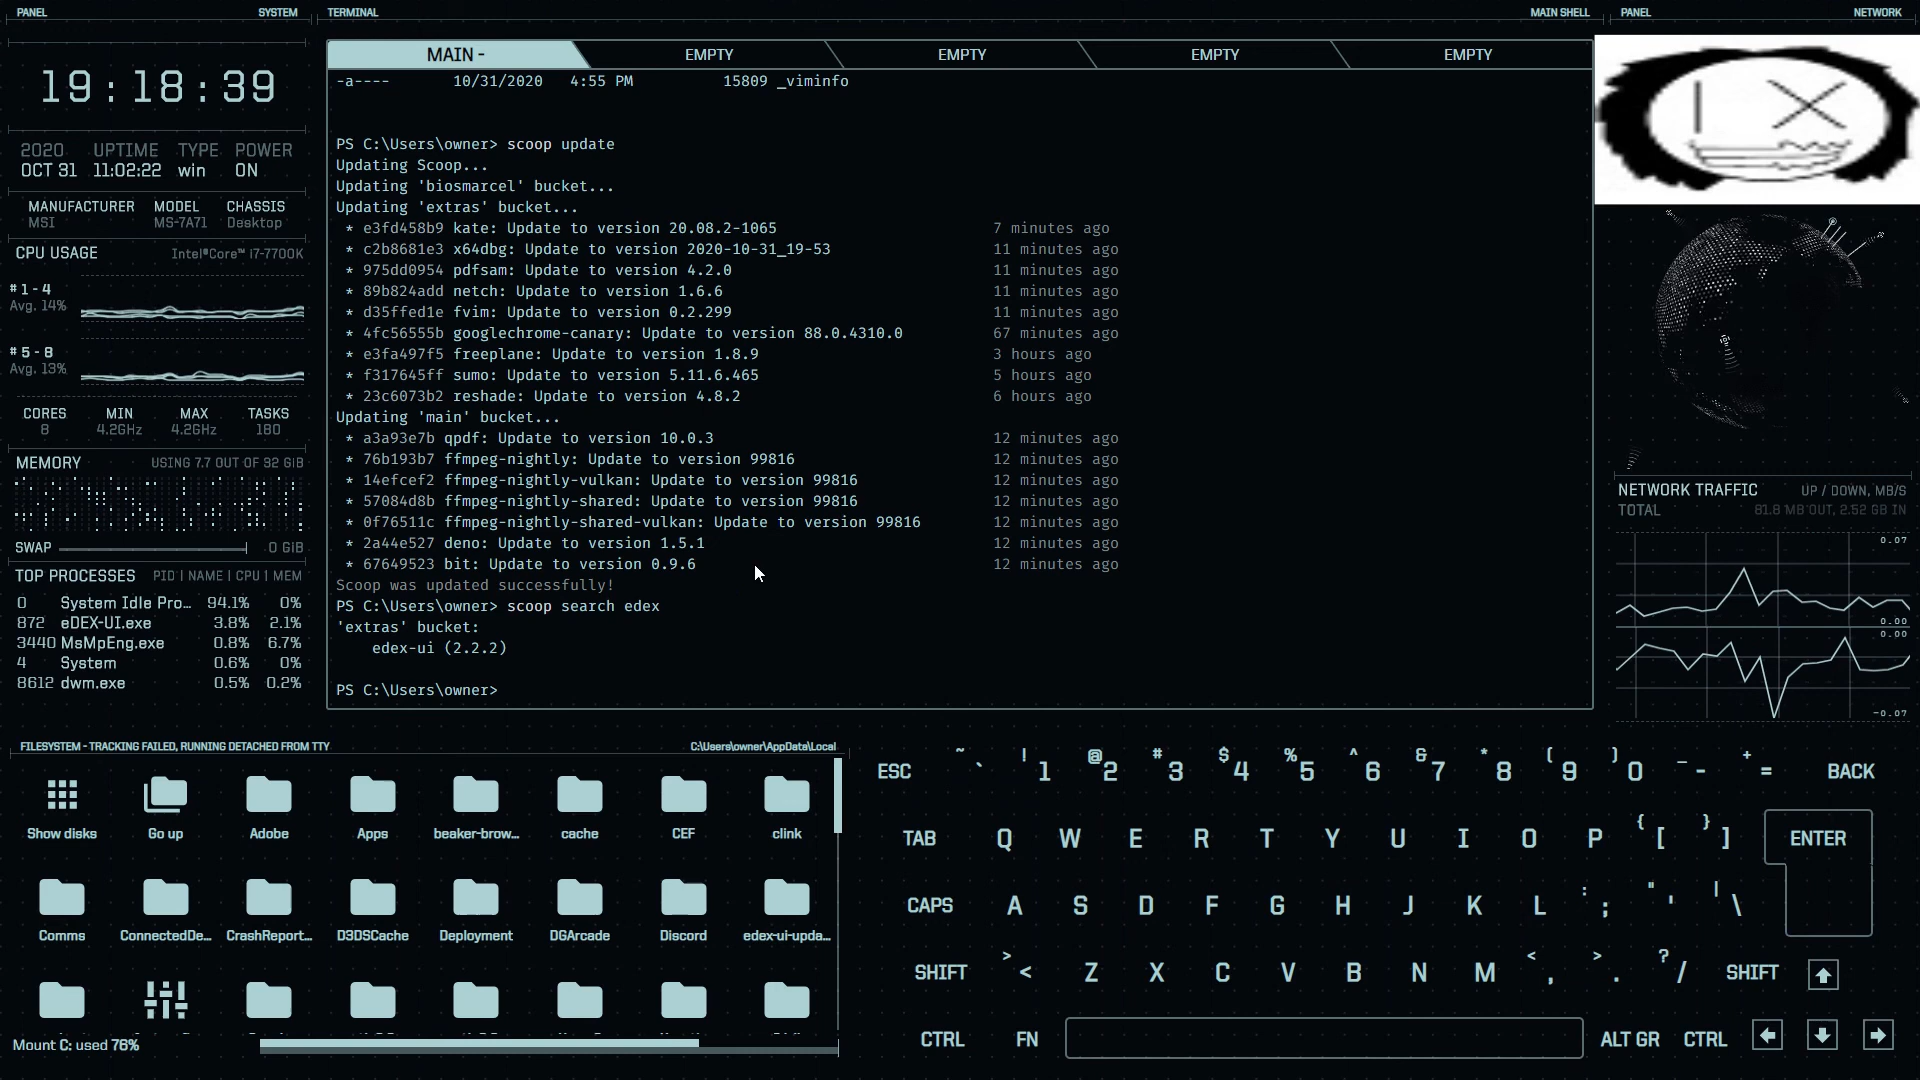 PANEL SYSTEM
TERMINAL MAIN SHELL
PANEL NETWORK
19:18:39
2020 UPTIME TYPE POWER
OCT 31 11:02:22 win ON
MANUFACTURER MODEL CHASSIS
MSI MS-7A71 Desktop
CPU USAGE Intel®Core™ i7-7700K
# 1 - 4
Avg. 14%
# 5 - 8
Avg. 13%
CORES MIN MAX TASKS
8 4.2GHz 4.2GHz 180
MEMORY USING 7.7 OUT OF 32 GIB
SWAP 0 GIB
TOP PROCESSES PID | NAME | CPU | MEM
0 System Idle Pro... 94.1% 0%
872 eDEX-UI.exe 3.8% 2.1%
3440 MsMpEng.exe 0.8% 6.7%
4 System 0.6% 0%
8612 dwm.exe 0.5% 0.2%
MAIN - EMPTY EMPTY EMPTY EMPTY
-a---- 10/31/2020 4:55 PM 15809 _viminfo
PS C:\Users\owner> scoop update
Updating Scoop...
Updating 'biosmarcel' bucket...
Updating 'extras' bucket...
* e3fd458b9 kate: Update to version 20.08.2-1065 7 minutes ago
* c2b8681e3 x64dbg: Update to version 2020-10-31_19-53 11 minutes ago
* 975dd0954 pdfsam: Update to version 4.2.0 11 minutes ago
* 89b824add netch: Update to version 1.6.6 11 minutes ago
* d35ffed1e fvim: Update to version 0.2.299 11 minutes ago
* 4fc56555b googlechrome-canary: Update to version 88.0.4310.0 67 minutes ago
* e3fa497f5 freeplane: Update to version 1.8.9 3 hours ago
* f317645ff sumo: Update to version 5.11.6.465 5 hours ago
* 23c6073b2 reshade: Update to version 4.8.2 6 hours ago
Updating 'main' bucket...
* a3a93e7b qpdf: Update to version 10.0.3 12 minutes ago
* 76b193b7 ffmpeg-nightly: Update to version 99816 12 minutes ago
* 14efcef2 ffmpeg-nightly-vulkan: Update to version 99816 12 minutes ago
* 57084d8b ffmpeg-nightly-shared: Update to version 99816 12 minutes ago
* 0f76511c ffmpeg-nightly-shared-vulkan: Update to version 99816 12 minutes ago
* 2a44e527 deno: Update to version 1.5.1 12 minutes ago
* 67649523 bit: Update to version 0.9.6 12 minutes ago
Scoop was updated successfully!
PS C:\Users\owner> scoop search edex
'extras' bucket:
edex-ui (2.2.2)
PS C:\Users\owner>
NETWORK TRAFFIC UP / DOWN, MB/S
TOTAL 81.8 MB OUT, 2.52 GB IN
0.07
0.00
0.00
-0.07
FILESYSTEM - TRACKING FAILED, RUNNING DETACHED FROM TTY C:\Users\owner\AppData\Local
Show disks Go up Adobe Apps beaker-brow... cache CEF clink
Comms ConnectedDe... CrashReport... D3DSCache Deployment DGArcade Discord edex-ui-upda...
Mount C: used 76%
ESC ~ ` ! 1 @ 2 # 3 $ 4 % 5 ^ 6 & 7 * 8 ( 9 ) 0 _ - + = BACK
TAB Q W E R T Y U I O P { [ } ] ENTER
CAPS A S D F G H J K L : ; " ' | \
SHIFT > < Z X C V B N M < , > . ? / SHIFT
CTRL FN ALT GR CTRL